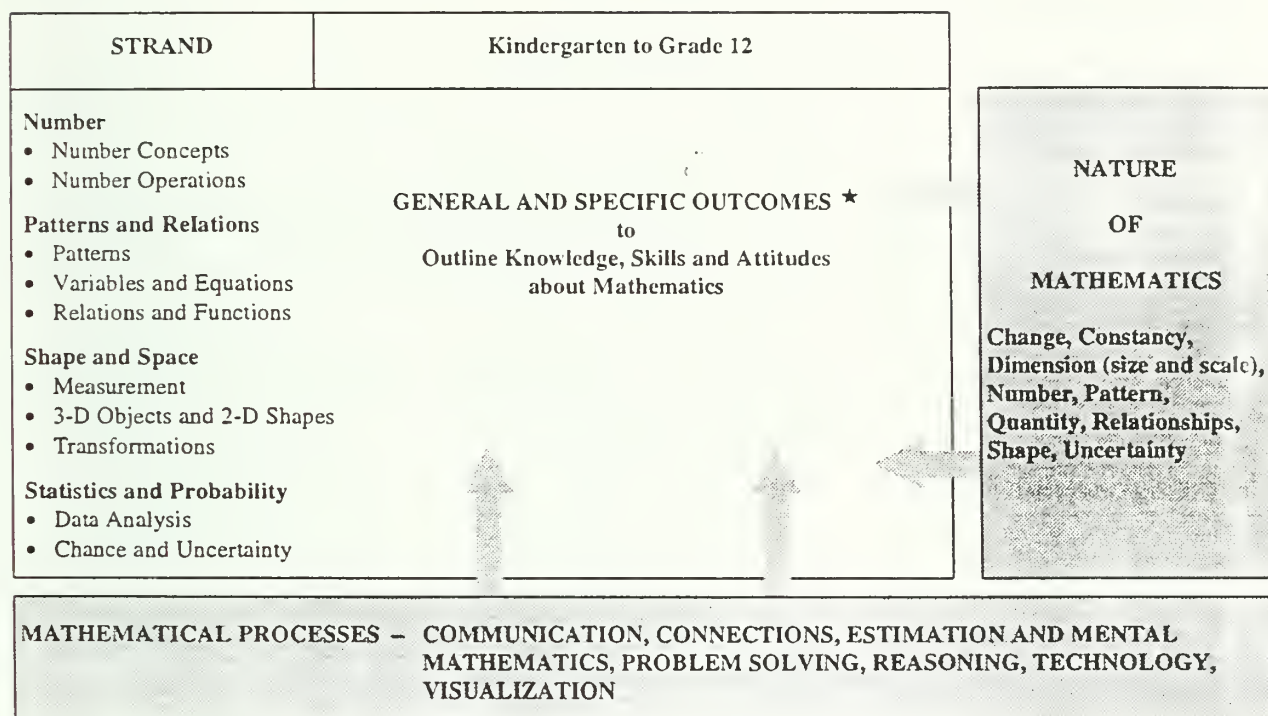 STRAND
Kindergarten to Grade 12
Number
• Number Concepts
• Number Operations
Patterns and Relations
• Patterns
• Variables and Equations
• Relations and Functions
Shape and Space
• Measurement
• 3-D Objects and 2-D Shapes
• Transformations
Statistics and Probability
• Data Analysis
• Chance and Uncertainty
GENERAL AND SPECIFIC OUTCOMES ★
to
Outline Knowledge, Skills and Attitudes
about Mathematics
NATURE
OF
MATHEMATICS
Change, Constancy,
Dimension (size and scale),
Number, Pattern,
Quantity, Relationships,
Shape, Uncertainty
MATHEMATICAL PROCESSES – COMMUNICATION, CONNECTIONS, ESTIMATION AND MENTAL
MATHEMATICS, PROBLEM SOLVING, REASONING, TECHNOLOGY,
VISUALIZATION